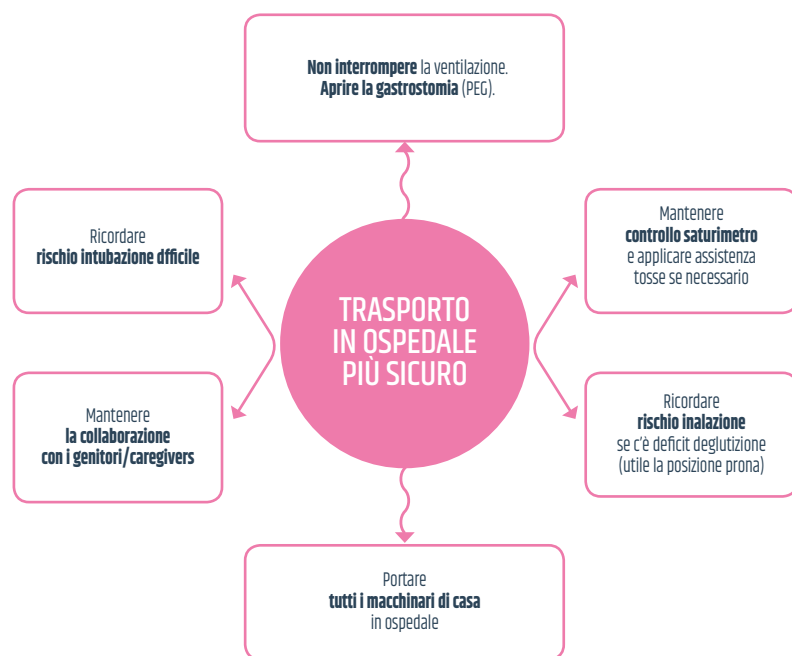 Non interrompere la ventilazione.
Aprire la gastrostomia (PEG).
Ricordare
rischio intubazione dfficile
Mantenere
controllo saturimetro
e applicare assistenza
tosse se necessario
TRASPORTO
IN OSPEDALE
PIÙ SICURO
Mantenere
la collaborazione
con i genitori/caregivers
Ricordare
rischio inalazione
se c'è deficit deglutizione
(utile la posizione prona)
Portare
tutti i macchinari di casa
in ospedale